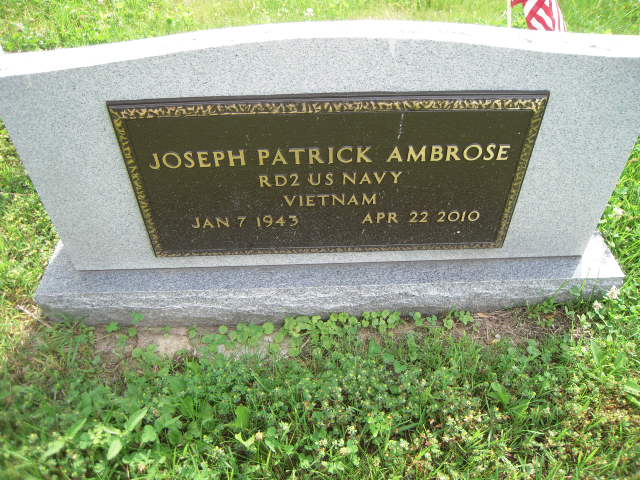 JOSEPH PATRICK AMBROSE
RD2 US NAVY
VIETNAM
JAN 7 1943 APR 22 2010